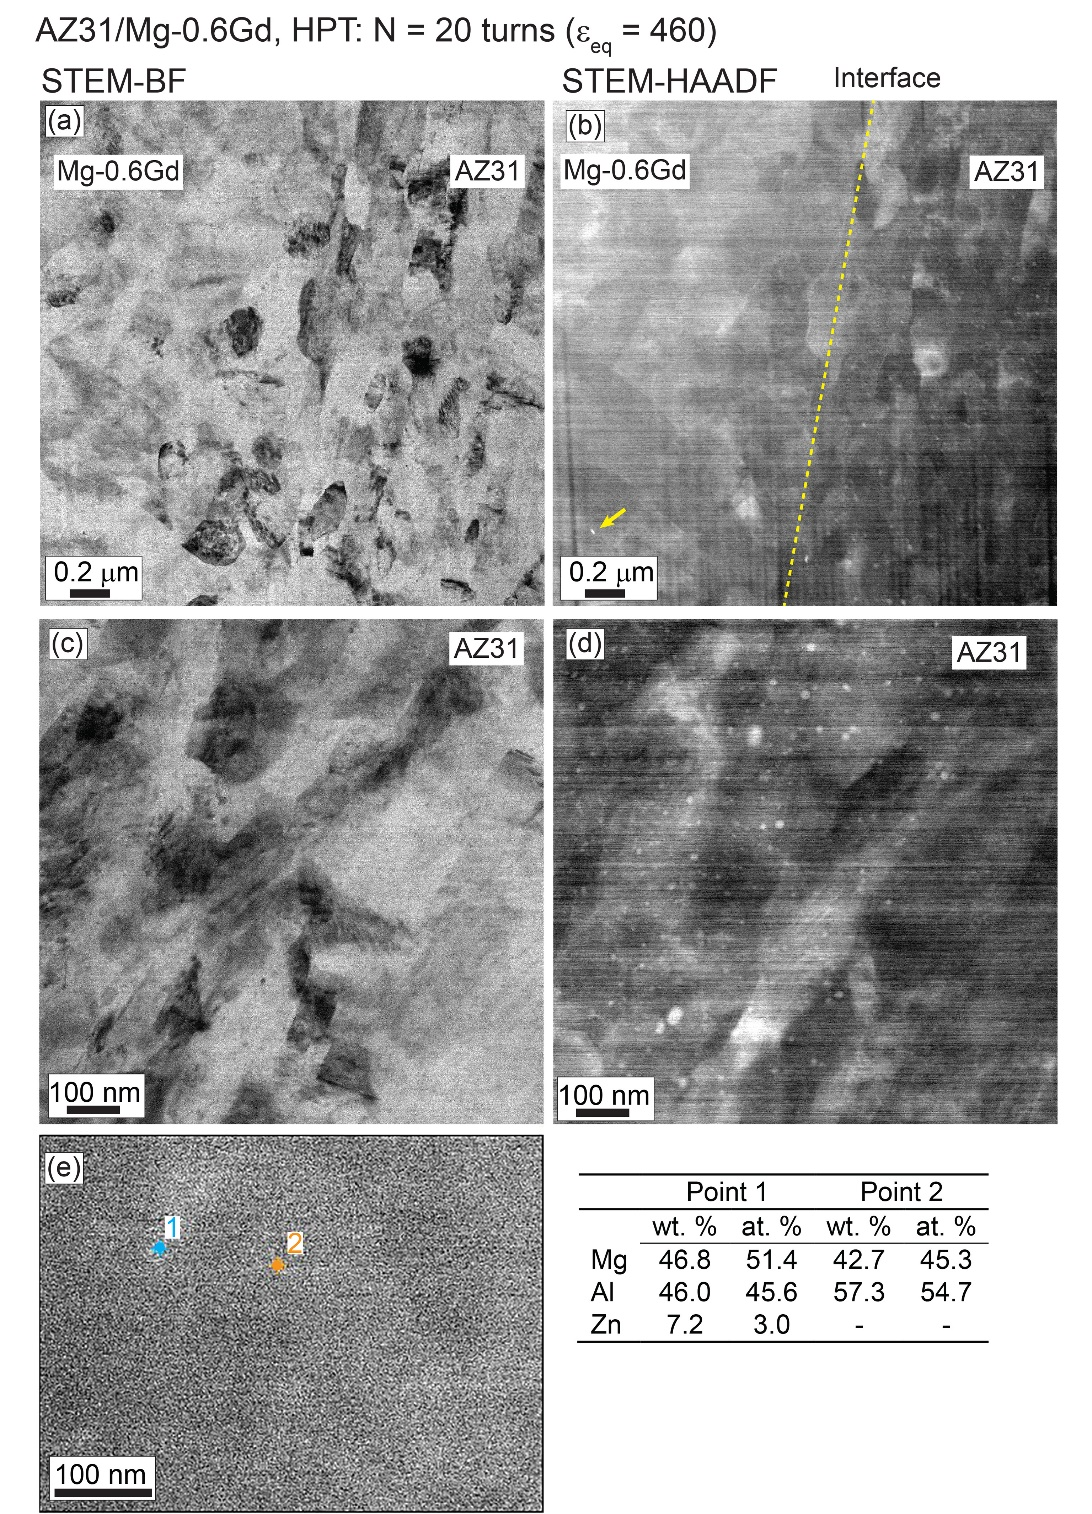 AZ31/Mg-0.6Gd, HPT: N = 20 turns (εeq = 460)
STEM-BF
STEM-HAADF
Interface
(a)
Mg-0.6Gd
AZ31
0.2 μm
(b)
Mg-0.6Gd
AZ31
0.2 μm
(c)
AZ31
100 nm
(d)
AZ31
100 nm
(e)
1
2
100 nm
Point 1 Point 2
wt. % at. % wt. % at. %
Mg 46.8 51.4 42.7 45.3
Al 46.0 45.6 57.3 54.7
Zn 7.2 3.0 - -